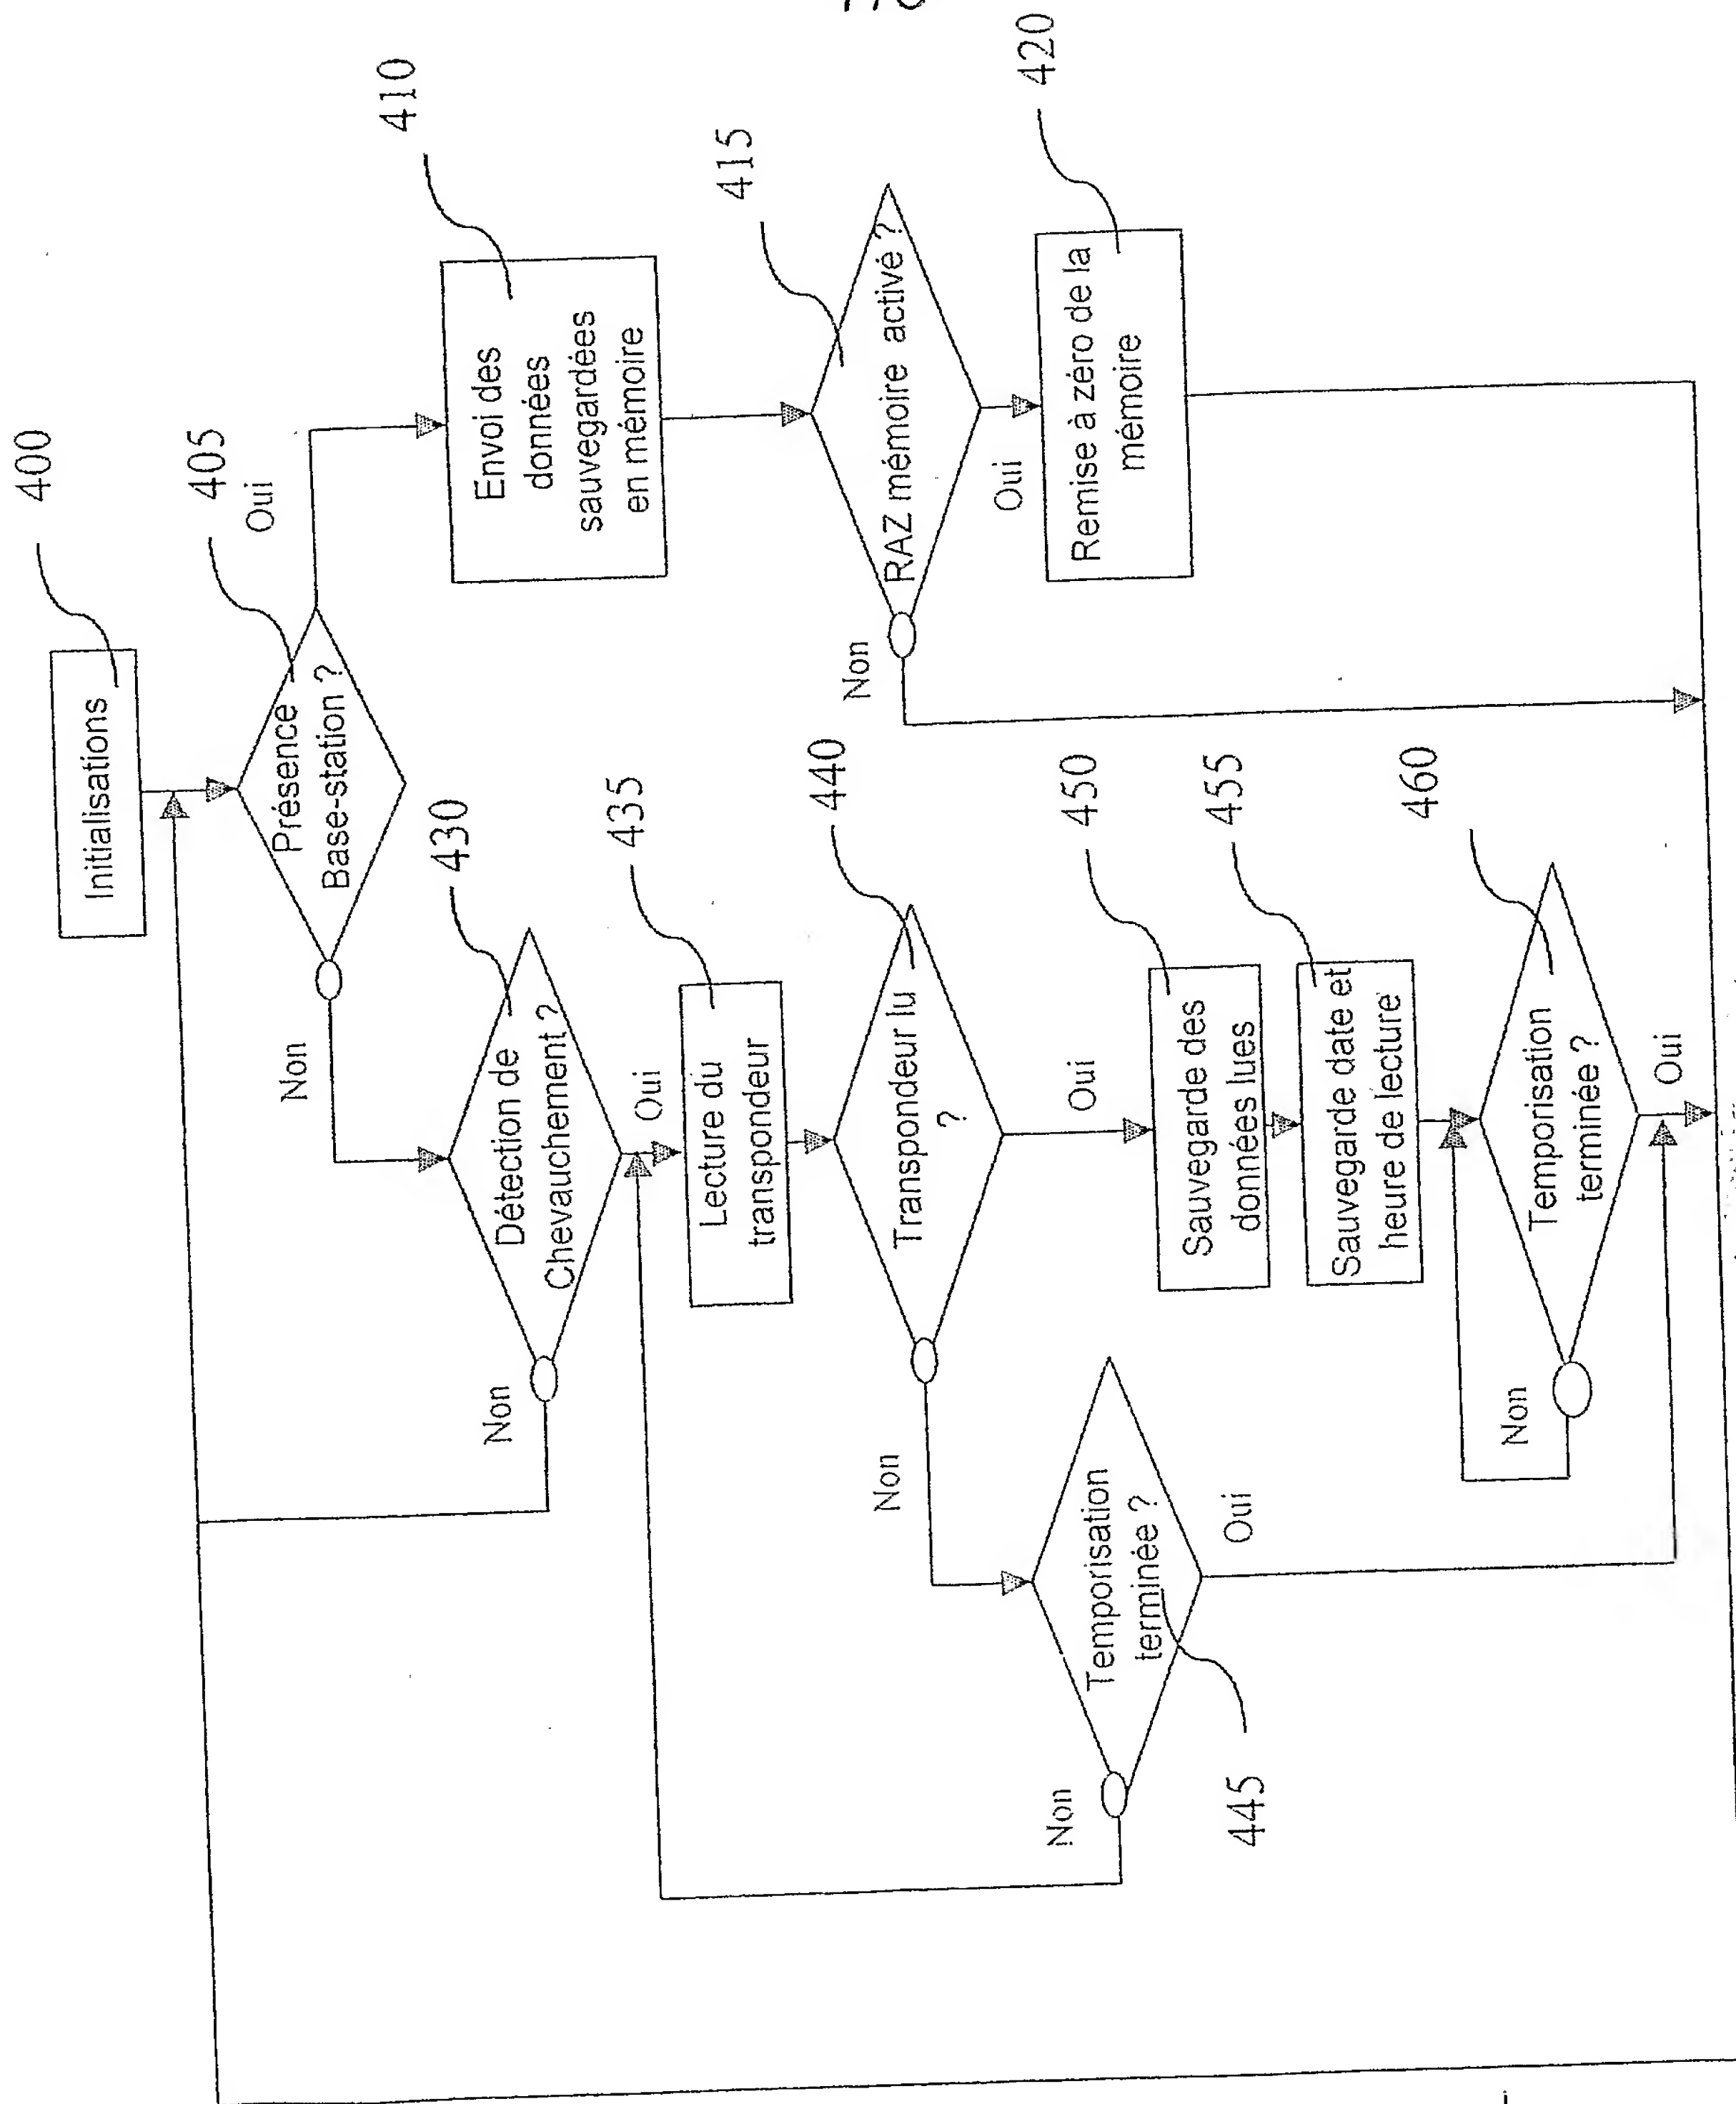 400
Initialisations
405
Présence
Base-station ?
Oui
Non
410
Envoi des
données
sauvegardées
en mémoire
415
RAZ mémoire activé ?
Non
Oui
420
Remise à zéro de la
mémoire
430
Détection de
Chevauchement ?
Non
Oui
435
Lecture du
transpondeur
440
Transpondeur lu
?
Non
Oui
Temporisation
terminée ?
445
Non
Oui
450
Sauvegarde des
données lues
455
Sauvegarde date et
heure de lecture
460
Temporisation
terminée ?
Non
Oui